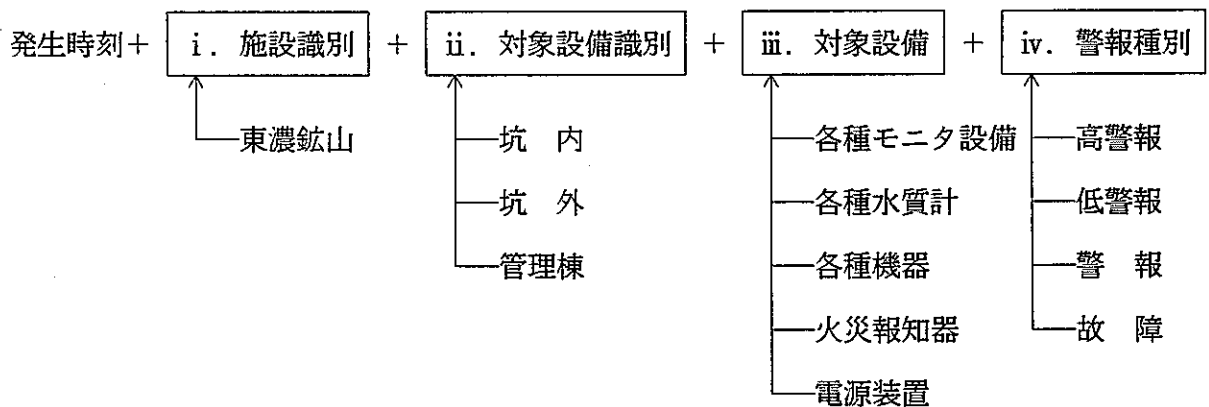 発生時刻+ ⅰ. 施設識別 + ⅱ. 対象設備識別 + ⅲ. 対象設備 + ⅳ. 警報種別
東濃鉱山 坑 内 各種モニタ設備 高警報
坑 外 各種水質計 低警報
管理棟 各種機器 警 報
火災報知器 故 障
電源装置